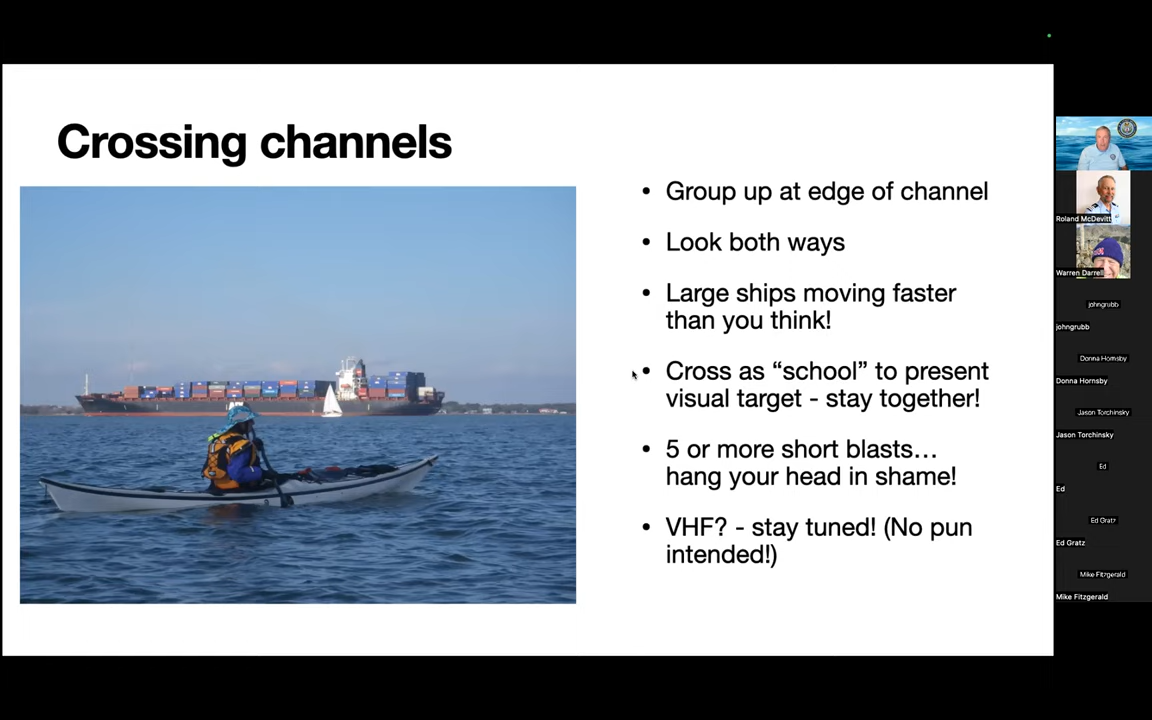 Crossing channels
• Group up at edge of channel
• Look both ways
• Large ships moving faster
than you think!
• Cross as “school” to present
visual target - stay together!
• 5 or more short blasts…
hang your head in shame!
• VHF? - stay tuned! (No pun
intended!)
Roland McDevitt
Warren Darrell
johngrubb
johngrubb
Donna Hornsby
Donna Hornsby
Jason Torchinsky
Jason Torchinsky
Ed
Ed
Ed Gratz
Ed Gratz
Mike Fitzgerald
Mike Fitzgerald